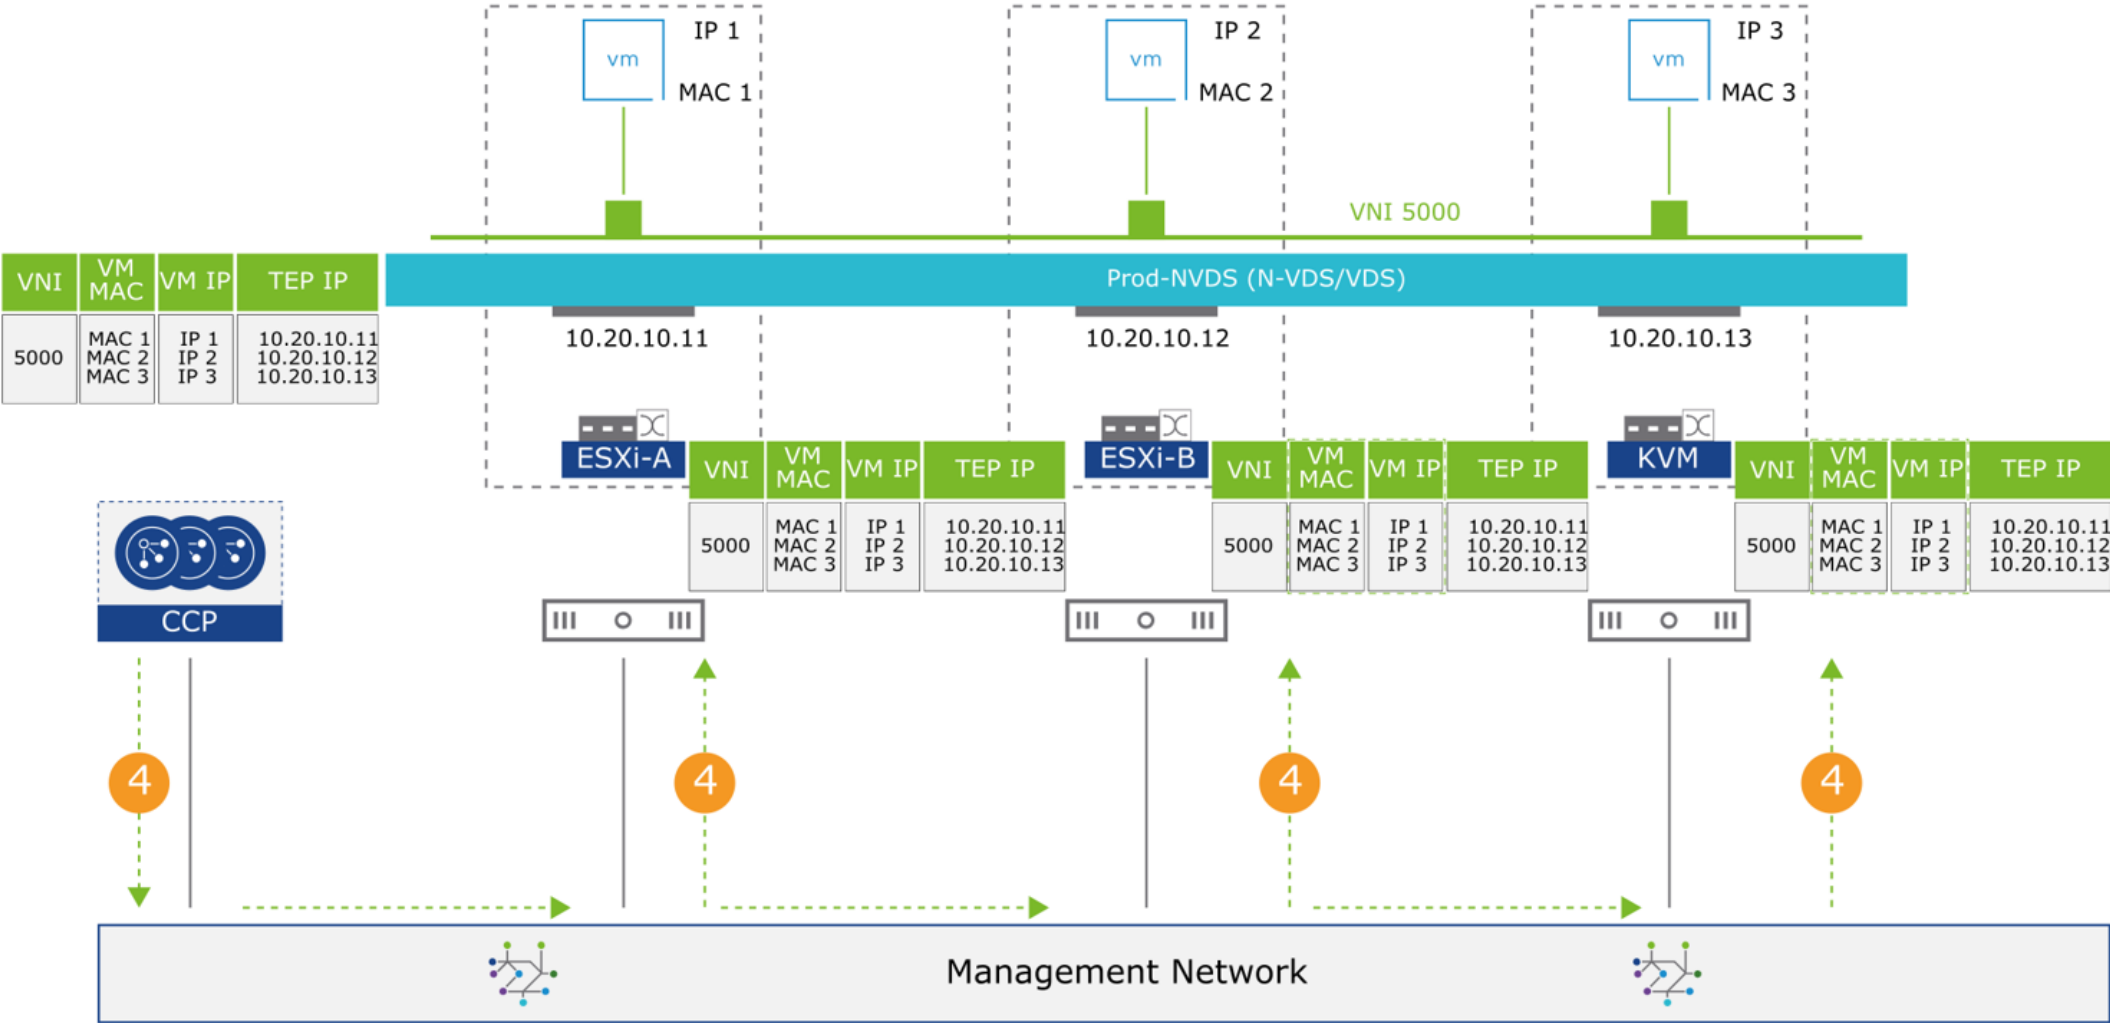 IP 1
MAC 1
vm
IP 2
MAC 2
vm
IP 3
MAC 3
vm
VNI 5000
Prod-NVDS (N-VDS/VDS)
10.20.10.11
10.20.10.12
10.20.10.13
VNI VM MAC VM IP TEP IP
5000
MAC 1 IP 1 10.20.10.11
MAC 2 IP 2 10.20.10.12
MAC 3 IP 3 10.20.10.13
ESXi-A
VNI VM MAC VM IP TEP IP
5000
MAC 1 IP 1 10.20.10.11
MAC 2 IP 2 10.20.10.12
MAC 3 IP 3 10.20.10.13
ESXi-B
VNI VM MAC VM IP TEP IP
5000
MAC 1 IP 1 10.20.10.11
MAC 2 IP 2 10.20.10.12
MAC 3 IP 3 10.20.10.13
KVM
VNI VM MAC VM IP TEP IP
5000
MAC 1 IP 1 10.20.10.11
MAC 2 IP 2 10.20.10.12
MAC 3 IP 3 10.20.10.13
CCP
4
4
4
4
Management Network